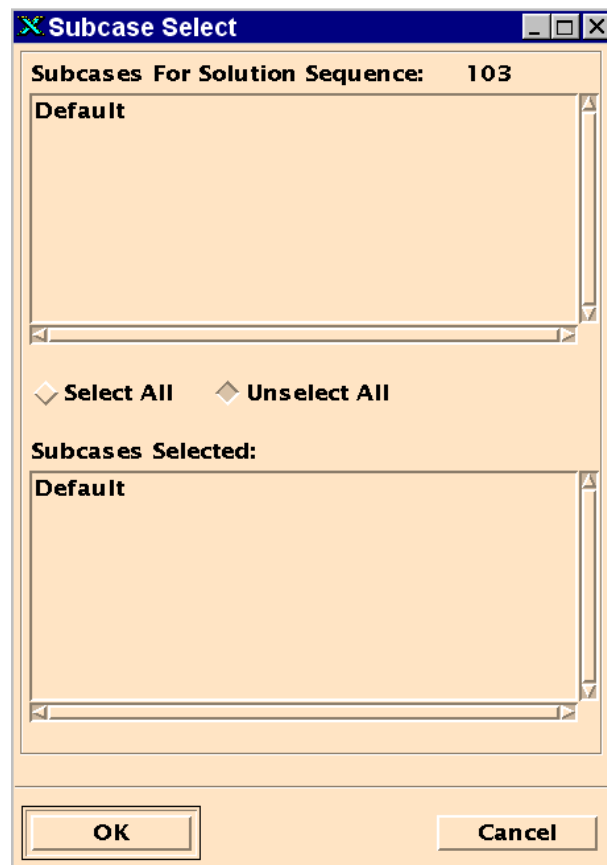 Subcase Select
Subcases For Solution Sequence: 103
Default
Select All Unselect All
Subcases Selected:
Default
OK Cancel